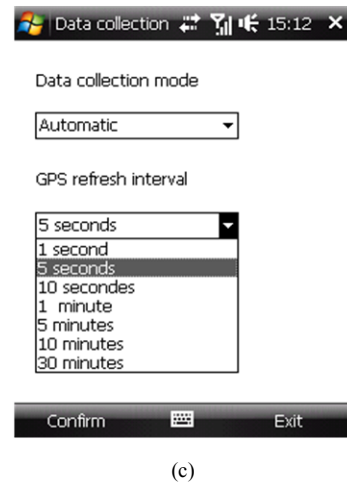 Data collection 15:12
Data collection mode
Automatic
GPS refresh interval
5 seconds
1 second
5 seconds
10 secondes
1  minute
5 minutes
10 minutes
30 minutes
Confirm Exit
(c)